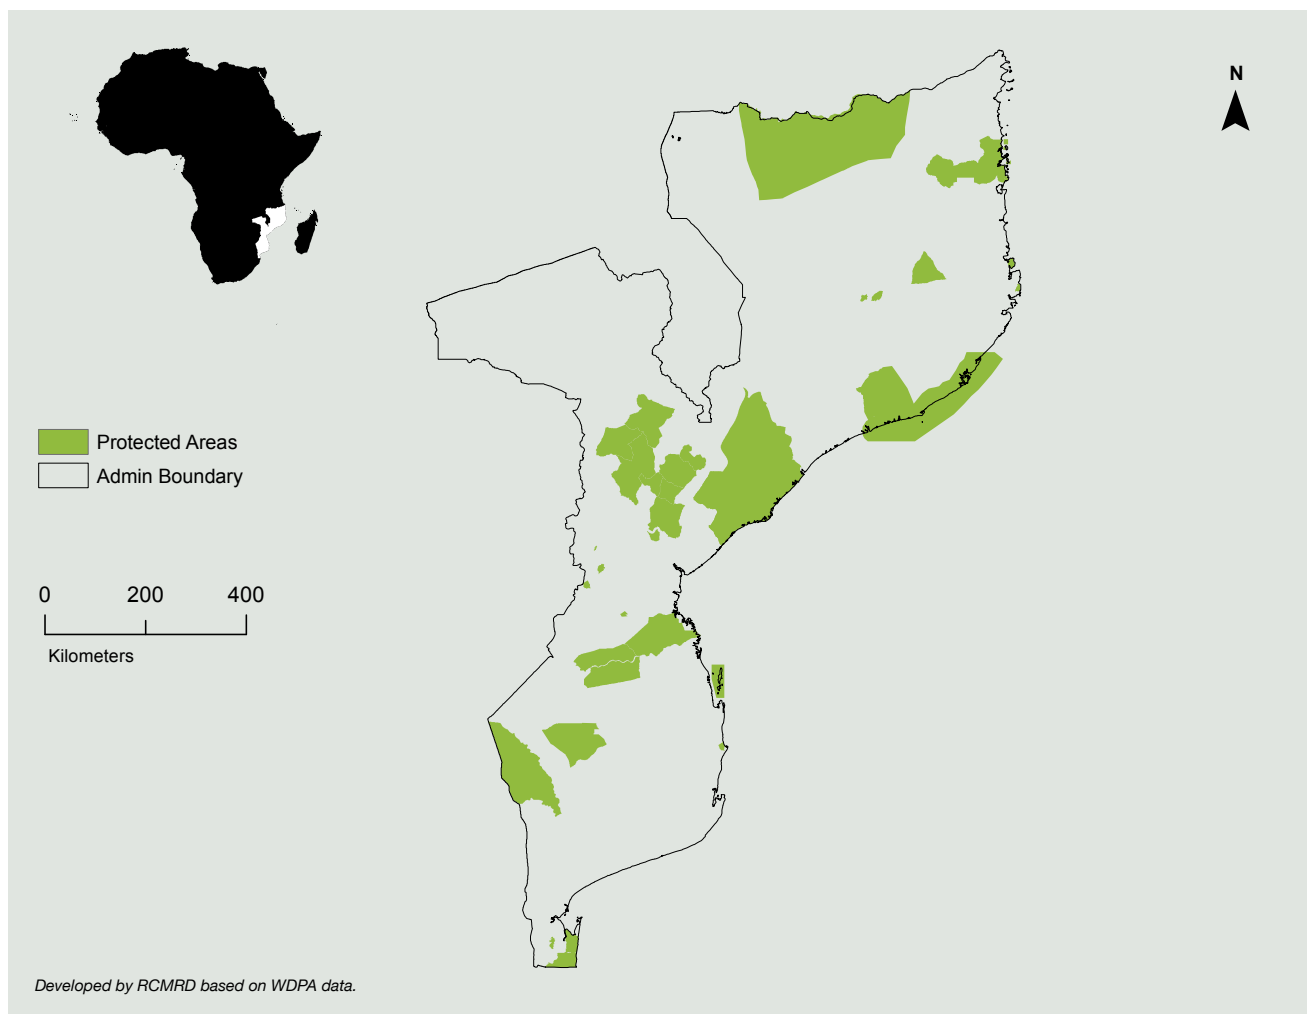 N
Protected Areas
Admin Boundary
0 200 400
Kilometers
Developed by RCMRD based on WDPA data.